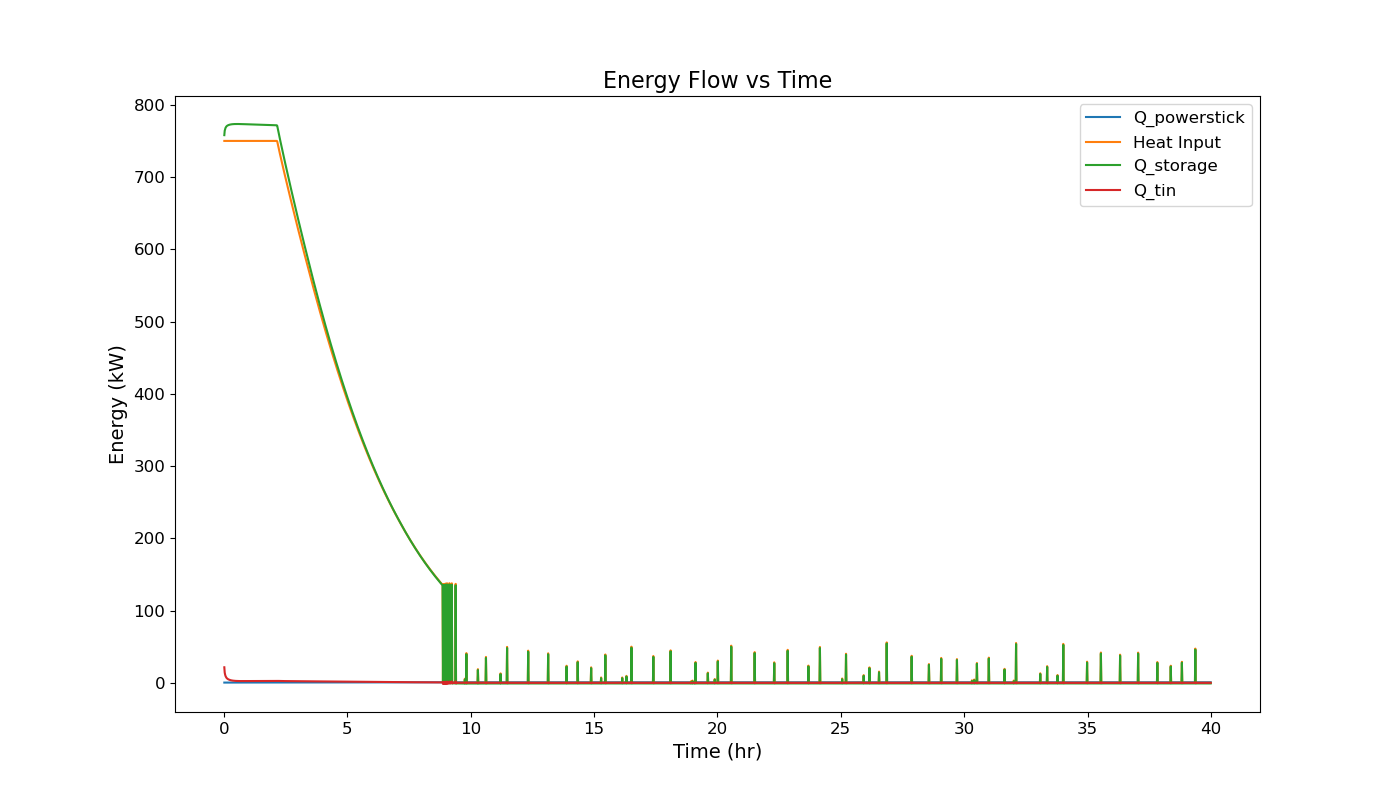 Energy Flow vs Time
800
700
600
500
400
300
200
100
0
Energy (kW)
Q_powerstick
Heat Input
Q_storage
Q_tin
0 5 10 15 20 25 30 35 40
Time (hr)